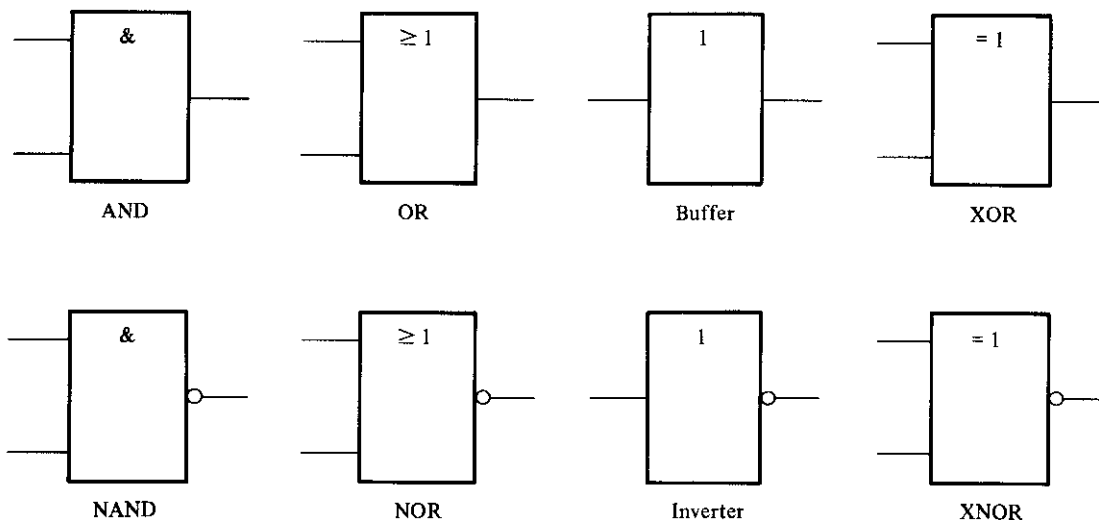 & ≥ 1 1 = 1
AND OR Buffer XOR
& ≥ 1 1 = 1
NAND NOR Inverter XNOR